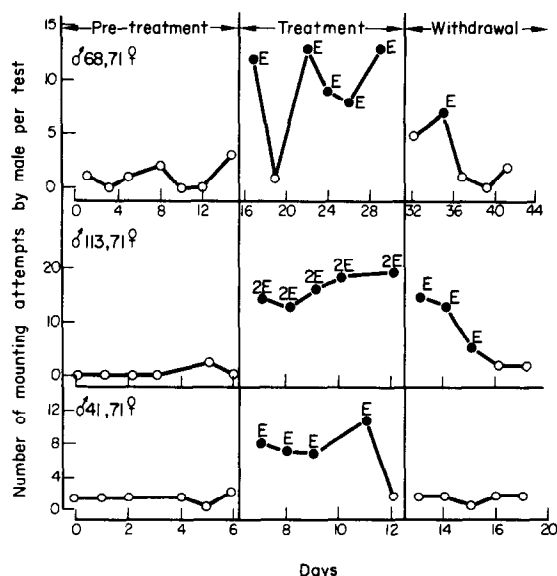 Pre-treatment Treatment Withdrawal
Number of mounting attempts by male per test
15
10
5
0
♂68,71♀
E E E E E E
0 4 8 12 16 20 24 28 32 36 40 44
20
10
0
♂113,71♀
2E 2E 2E 2E 2E E E E
12
8
4
0
♂41,71♀
E E E E
0 2 4 6 8 10 12 14 16 18 20
Days